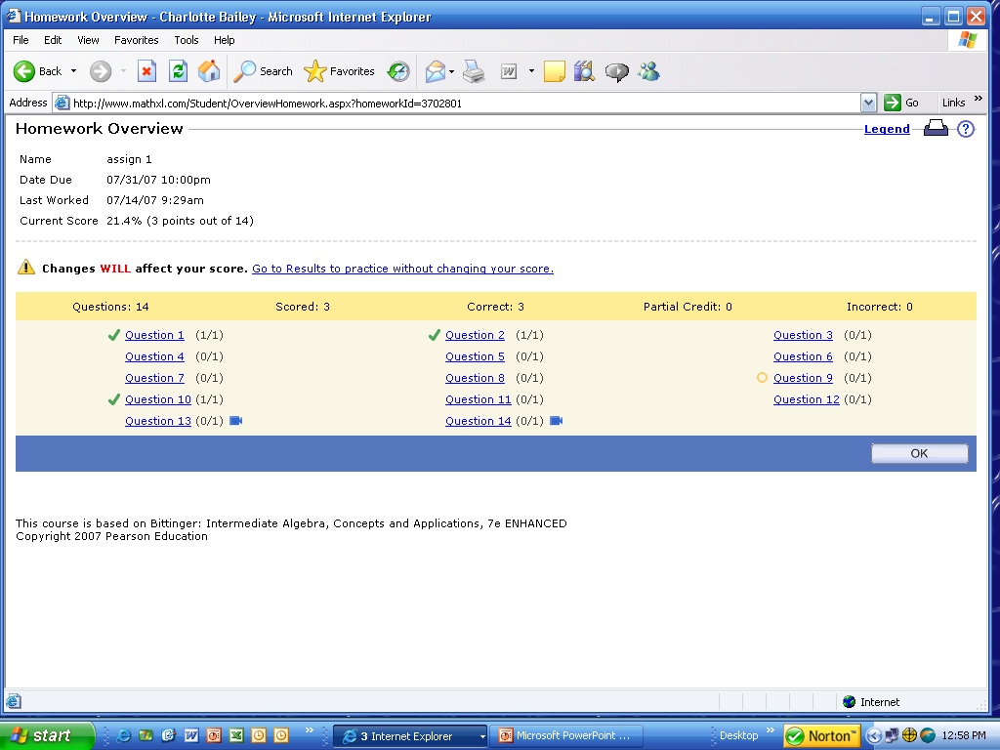 Homework Overview - Charlotte Bailey - Microsoft Internet Explorer
File Edit View Favorites Tools Help
Back Search Favorites W
Address http://www.mathxl.com/Student/OverviewHomework.aspx?homeworkId=3702801 Go Links »
Homework Overview Legend ?
Name assign 1
Date Due 07/31/07 10:00pm
Last Worked 07/14/07 9:29am
Current Score 21.4% (3 points out of 14)
Changes WILL affect your score. Go to Results to practice without changing your score.
Questions: 14 Scored: 3 Correct: 3 Partial Credit: 0 Incorrect: 0
Question 1 (1/1) Question 2 (1/1) Question 3 (0/1)
Question 4 (0/1) Question 5 (0/1) Question 6 (0/1)
Question 7 (0/1) Question 8 (0/1) Question 9 (0/1)
Question 10 (1/1) Question 11 (0/1) Question 12 (0/1)
Question 13 (0/1) Question 14 (0/1)
OK
This course is based on Bittinger: Intermediate Algebra, Concepts and Applications, 7e ENHANCED
Copyright 2007 Pearson Education
Internet
start » 3 Internet Explorer Microsoft PowerPoint ... Desktop » Norton™ 12:58 PM